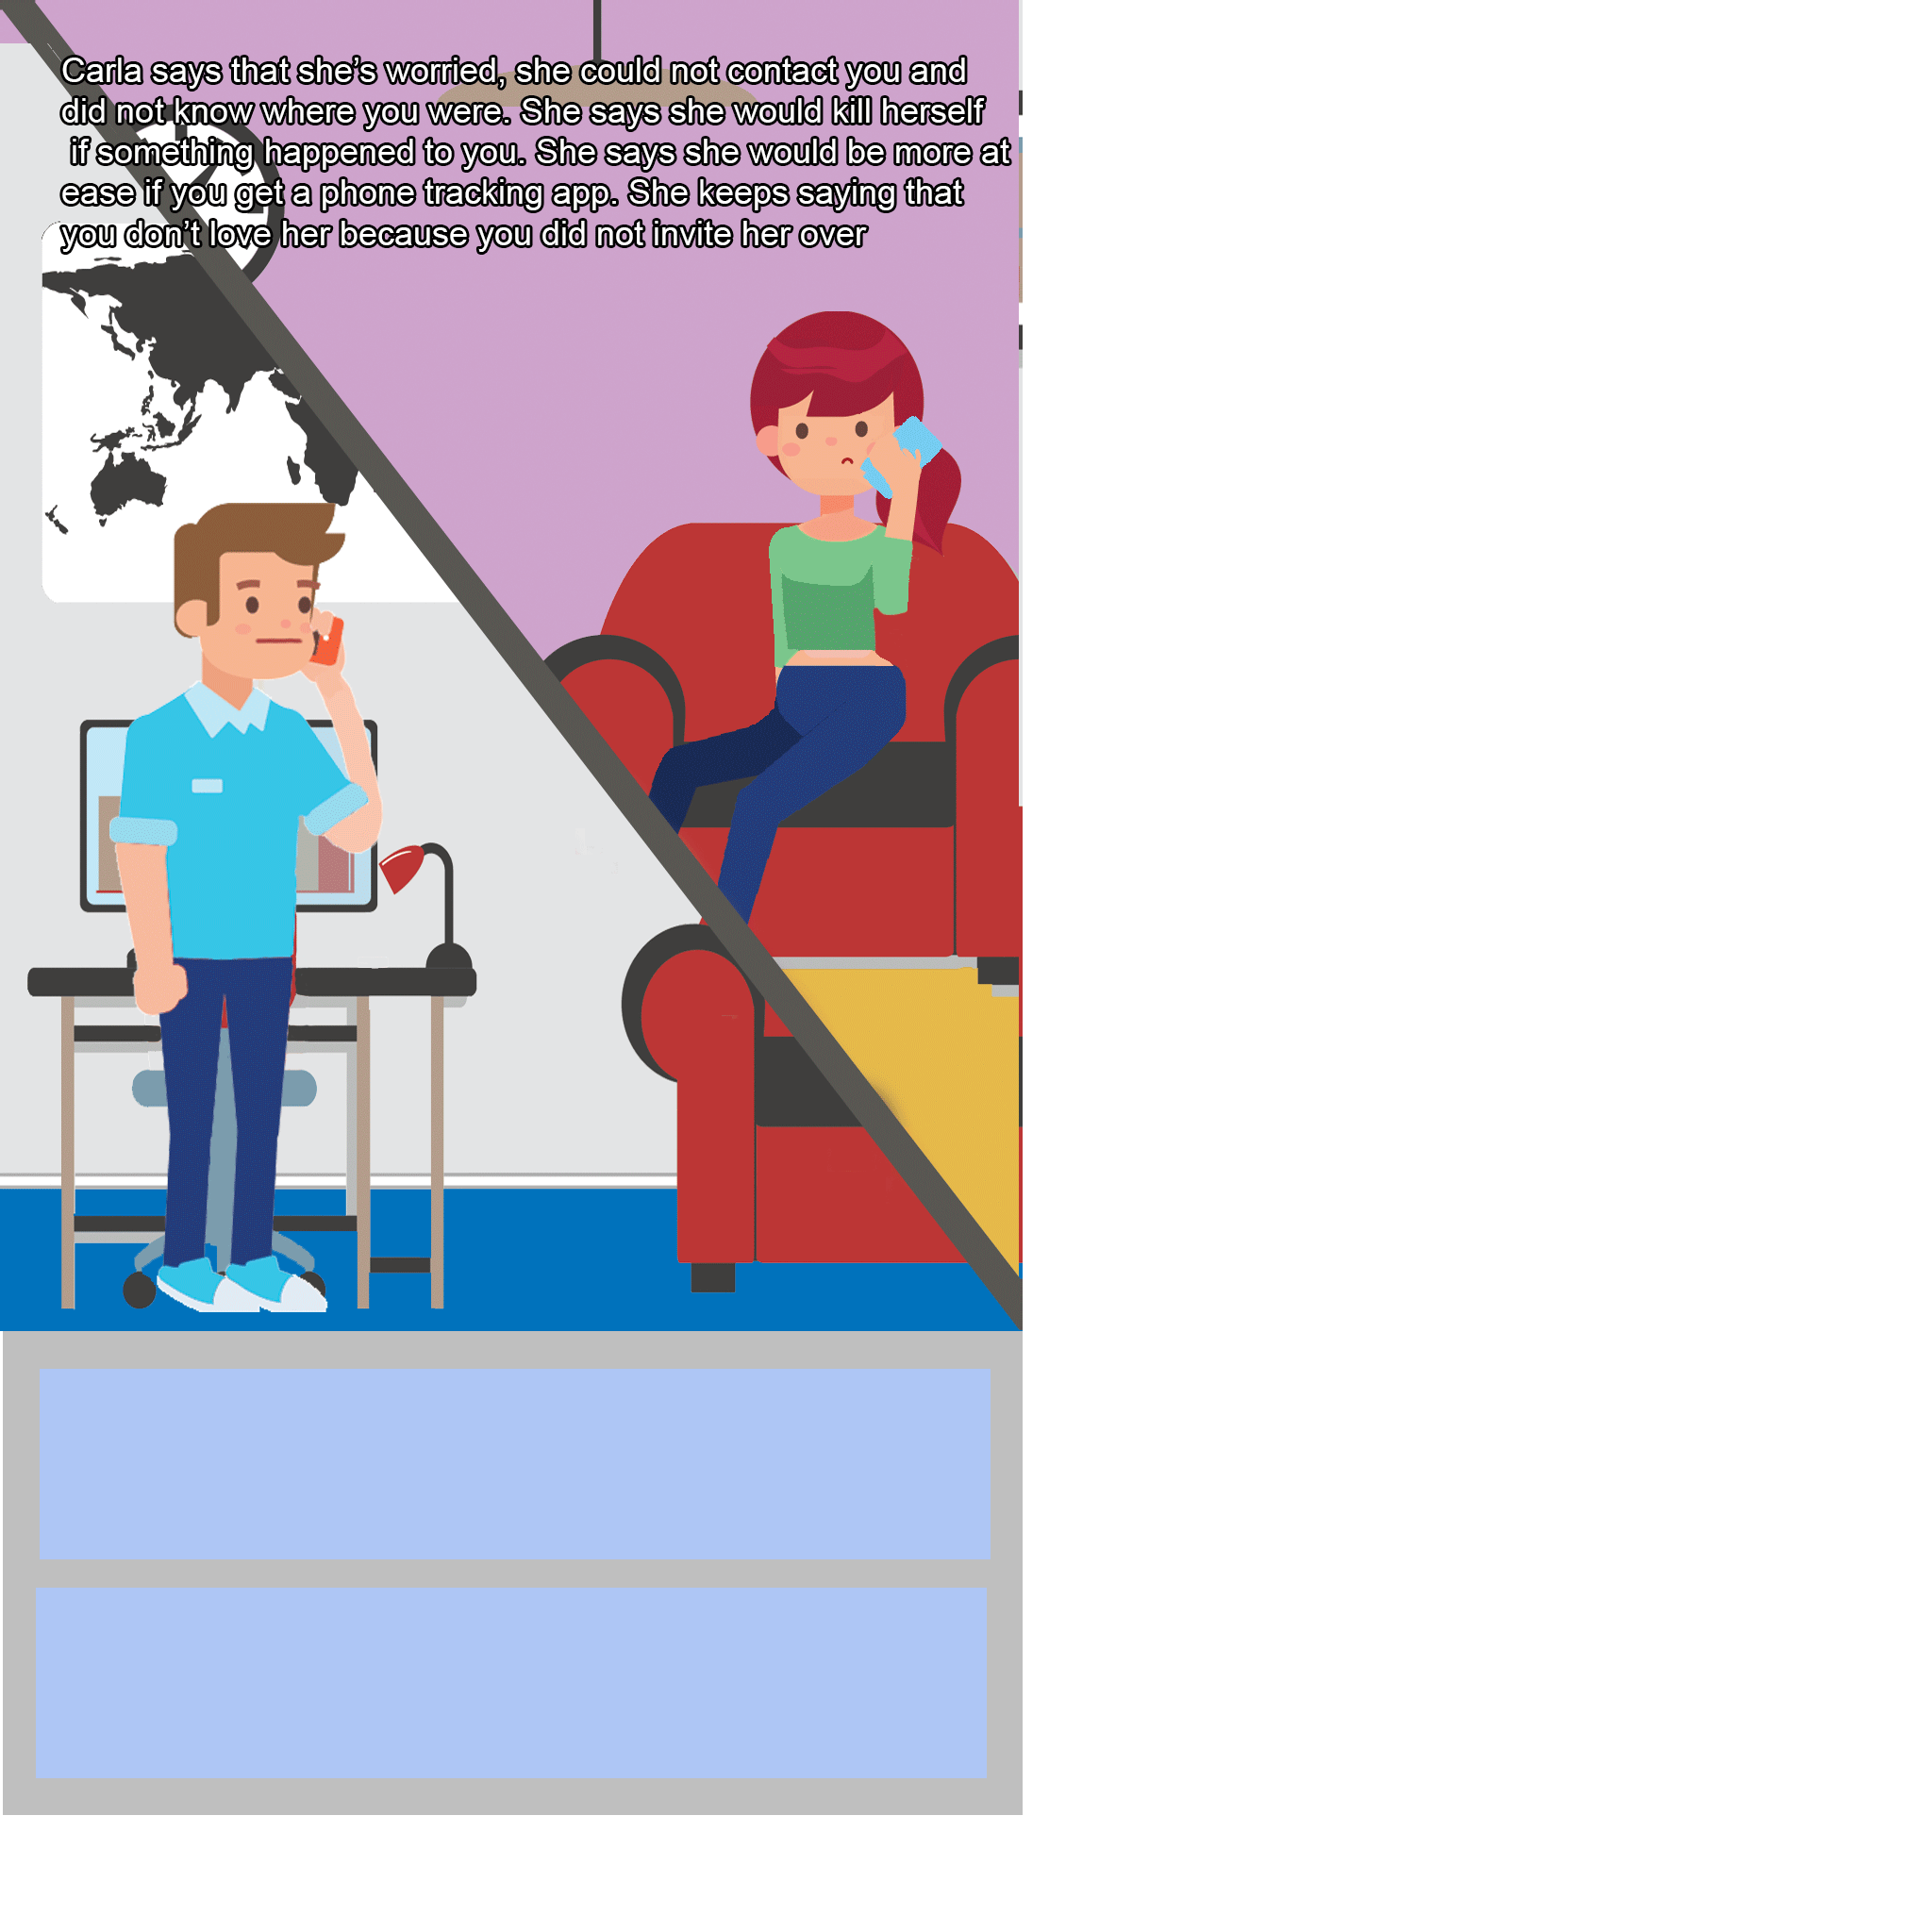 Carla says that she’s worried, she could not contact you and
did not know where you were. She says she would kill herself
if something happened to you. She says she would be more at
ease if you get a phone tracking app. She keeps saying that
you don’t love her because you did not invite her over